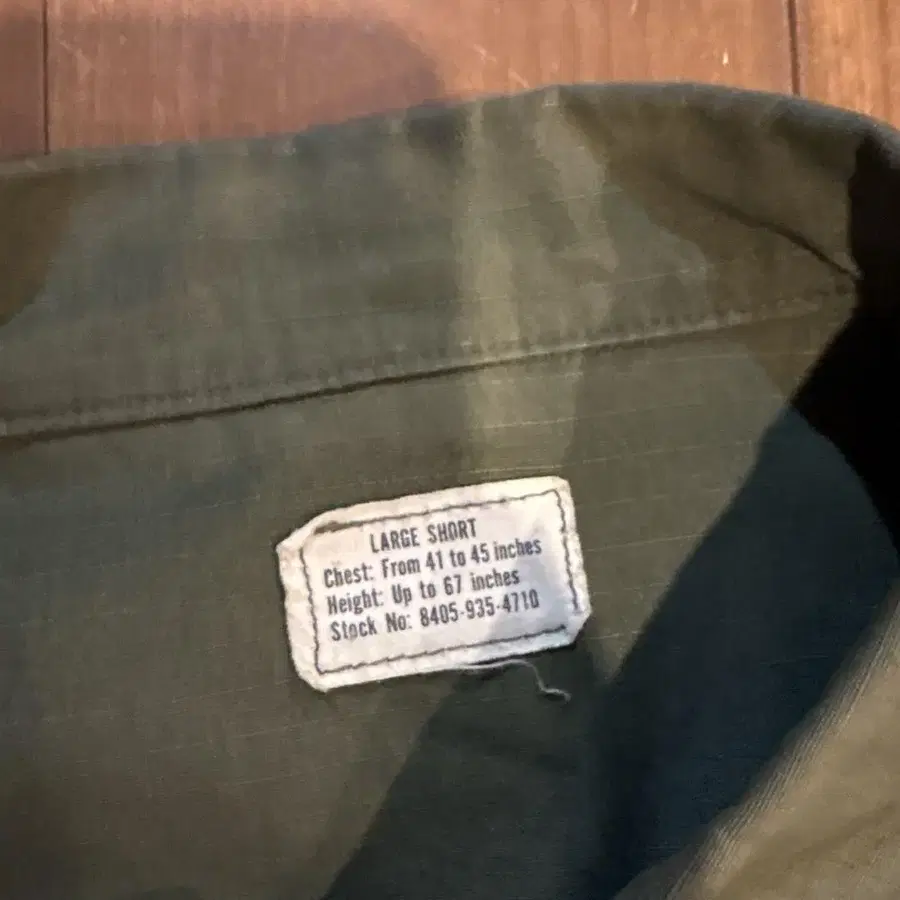 LARGE SHORT
Chest: From 41 to 45 inches
Height: Up to 67 inches
Stock No: 8405-935-4710